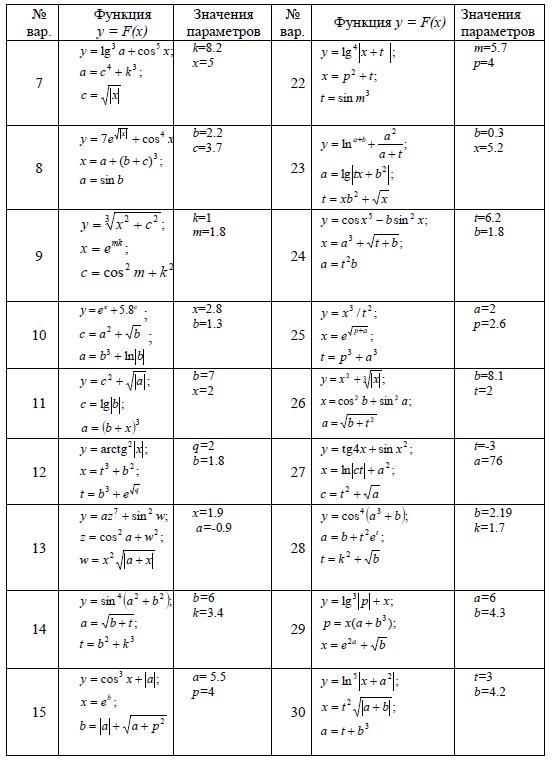 № вар. Функция y = F(x) Значения параметров № вар. Функция y = F(x) Значения параметров
7 y = lg³ a + cos⁵ x; k=8.2
a = c⁴ + k³; x=5
c = √|x|
22 y = lg⁴|x + t|; m=5.7
x = p² + t; p=4
t = sin m³
8 y = 7e^√|x| + cos⁴ x b=2.2
x = a + (b + c)³; c=3.7
a = sin b
23 y = ln^(a+b) + a²/(a + t); b=0.3
a = lg|tx + b²|; x=5.2
t = xb² + √x
9 y = ∛(x² + c²); k=1
x = e^(mk); m=1.8
c = cos² m + k²
24 y = cos x⁵ − b sin² x; t=6.2
x = a³ + √(t + b); b=1.8
a = t²b
10 y = eˣ + 5.8ᶜ ; x=2.8
c = a² + √b ; b=1.3
a = b³ + ln|b|
25 y = x³ / t²; a=2
x = e^√(p+a); p=2.6
t = p³ + a³
11 y = c² + √|a|; b=7
c = lg|b|; x=2
a = (b + x)³
26 y = x² + ∛|x|; b=8.1
x = cos² b + sin² a; t=2
a = √(b + t²)
12 y = arctg²|x|; q=2
x = t³ + b²; b=1.8
t = b³ + e^√q
27 y = tg4x + sin x²; t=-3
x = ln|ct| + a²; a=76
c = t² + √a
13 y = az⁷ + sin² w; x=1.9
z = cos² a + w²; a=-0.9
w = x²√|a + x|
28 y = cos⁴(a³ + b); b=2.19
a = b + t²eᵗ; k=1.7
t = k² + √b
14 y = sin⁴(a² + b²); b=6
a = √(b + t); k=3.4
t = b² + k³
29 y = lg³|p| + x; a=6
p = x(a + b³); b=4.3
x = e^(2a) + √b
15 y = cos³ x + |a|; a= 5.5
x = eᵇ; p=4
b = |a| + √(a + p²)
30 y = ln⁵|x + a²|; t=3
x = t²√|a + b|; b=4.2
a = t + b³